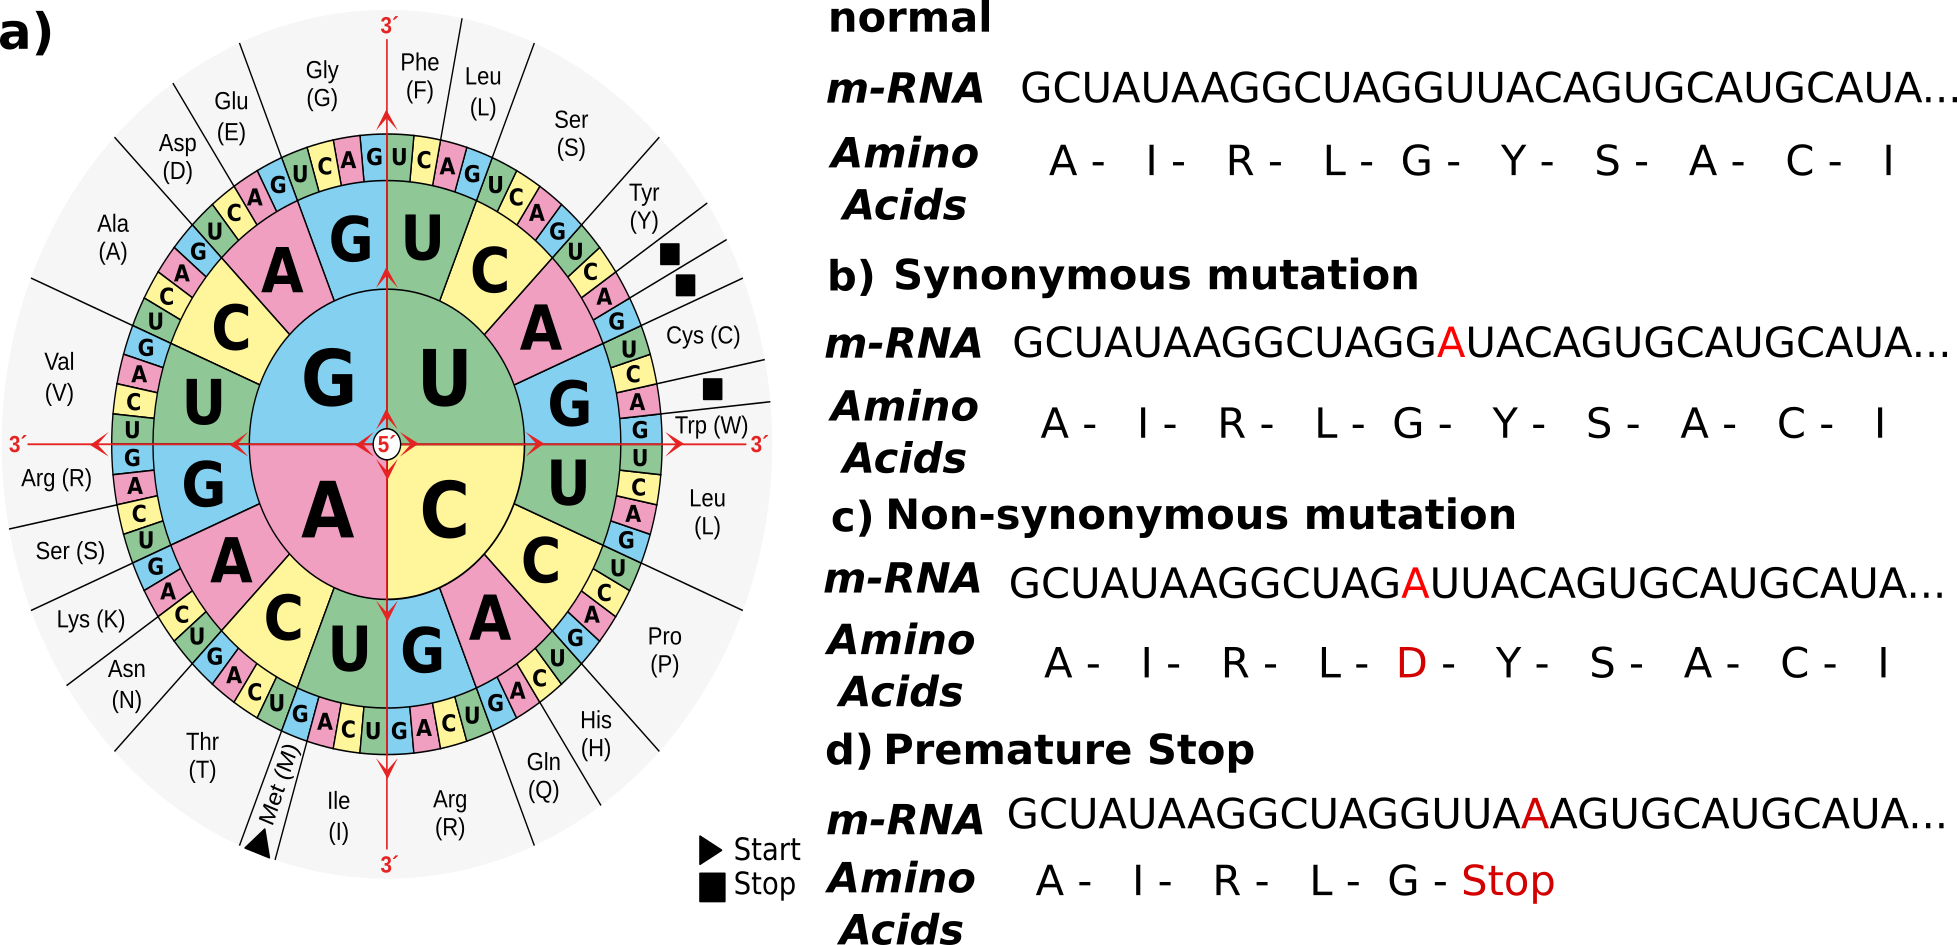 a)
3´
Gly
(G)
Phe
(F)
Leu
(L)
Glu
(E)
Ser
(S)
Asp
(D)
Tyr
(Y)
Ala
(A)
Cys (C)
Val
(V)
Trp (W)
3´
5´
3´
Arg (R)
Leu
(L)
Ser (S)
Lys (K)
Pro
(P)
Asn
(N)
His
(H)
Thr
(T)
Gln
(Q)
Met (M)
Ile
(I)
Arg
(R)
3´
G U
A C
G U C A G U C A G U C A G U C A
U C A G U C A G U C A G U C A G
U C A G U C A G U C A G U C A G
U C A G U C A G U C A G U C A G
U C A G U C A G U C A G U C A G
Start
Stop
normal
m-RNA GCUAUAAGGCUAGGUUACAGUGCAUGCAUA...
Amino A - I - R - L - G - Y - S - A - C - I
Acids
b) Synonymous mutation
m-RNA GCUAUAAGGCUAGGAUACAGUGCAUGCAUA...
Amino A - I - R - L - G - Y - S - A - C - I
Acids
c) Non-synonymous mutation
m-RNA GCUAUAAGGCUAGAUUACAGUGCAUGCAUA...
Amino A - I - R - L - D - Y - S - A - C - I
Acids
d) Premature Stop
m-RNA GCUAUAAGGCUAGGUUAAAGUGCAUGCAUA...
Amino A - I - R - L - G - Stop
Acids